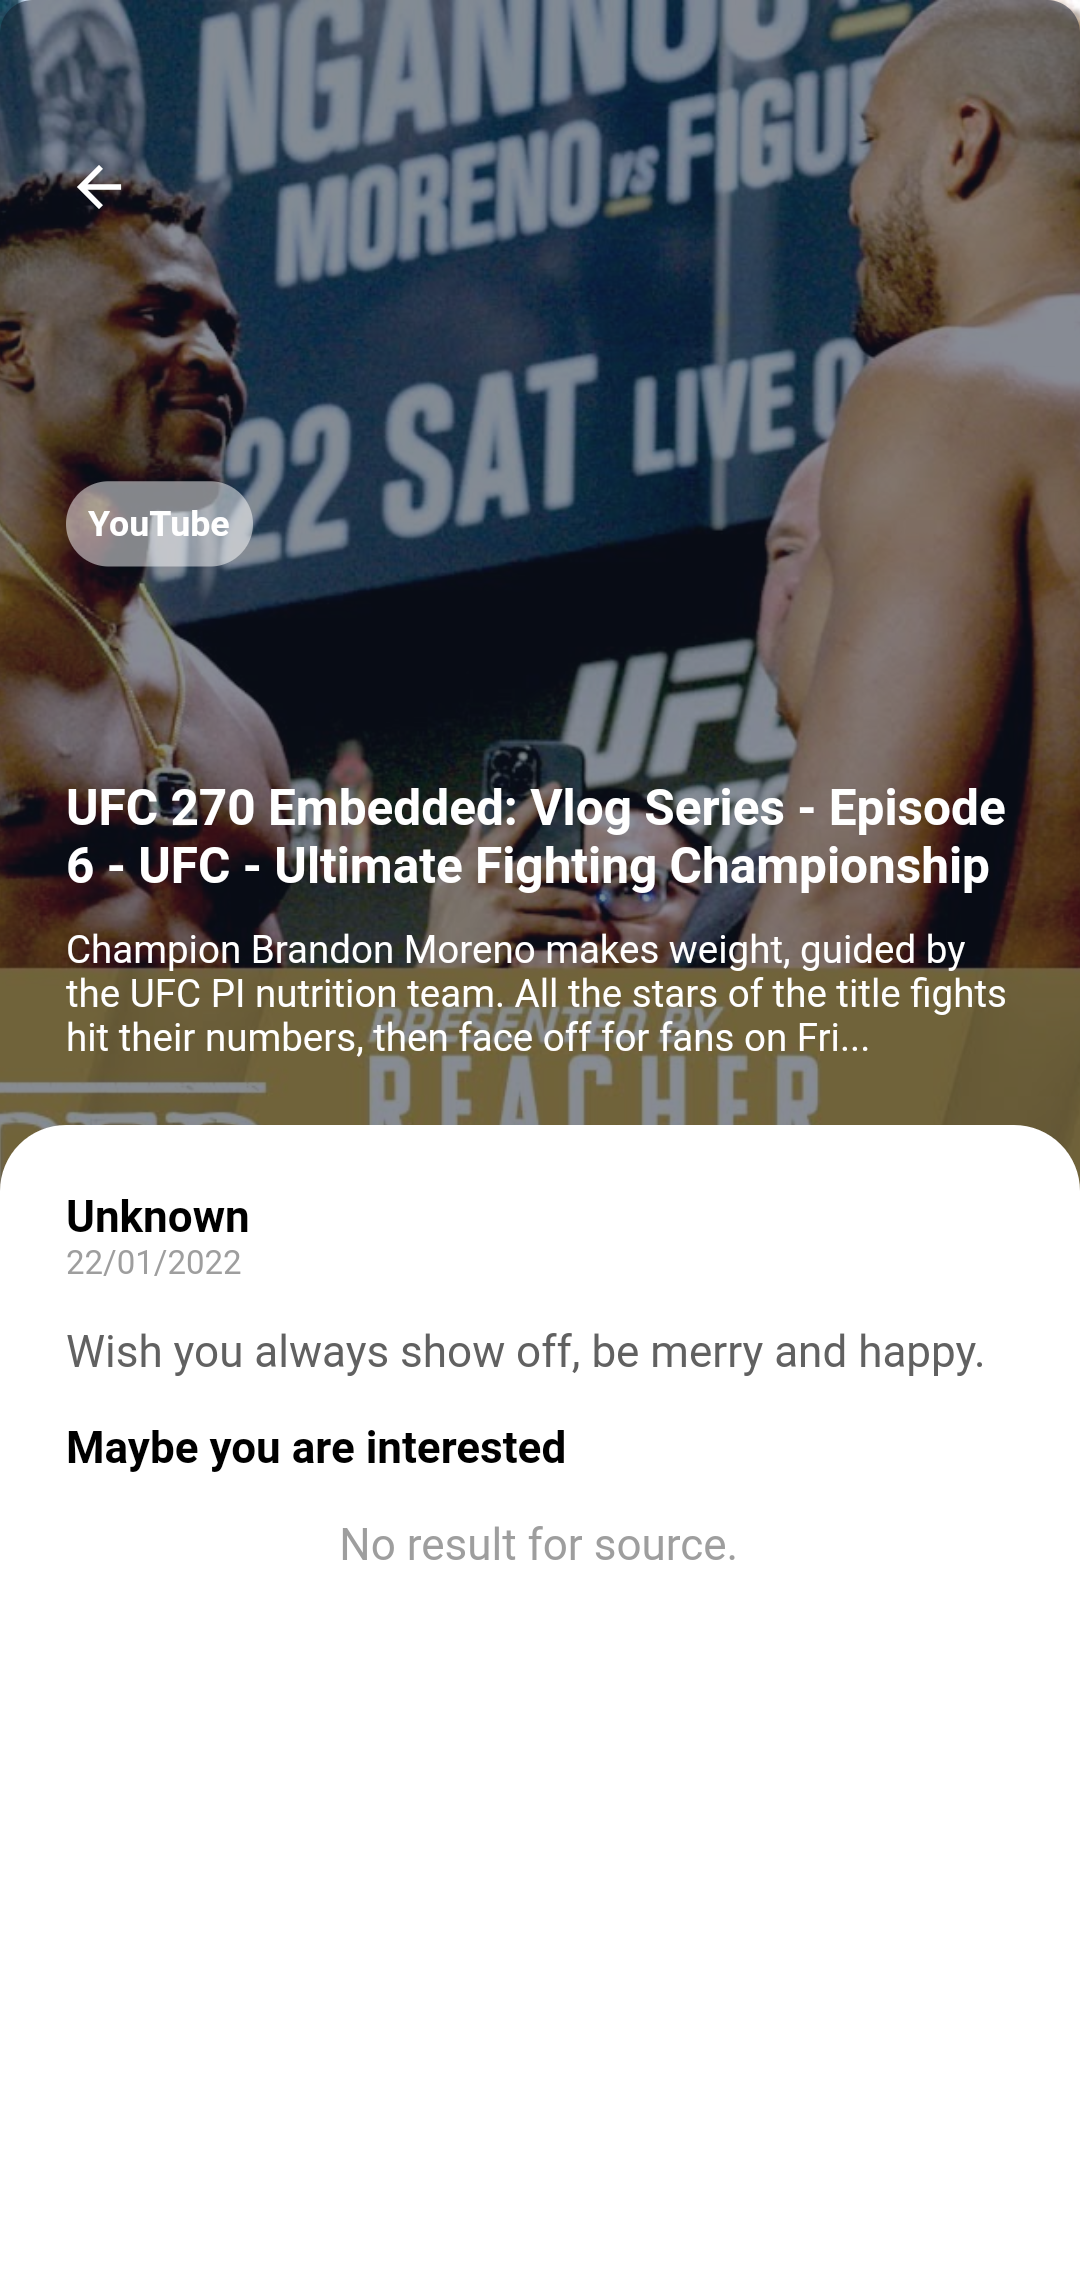 NGANNOU
MORENO vs FIGUE
22 SAT LIVE O
YouTube
UFC
UFC 270 Embedded: Vlog Series - Episode
6 - UFC - Ultimate Fighting Championship
Champion Brandon Moreno makes weight, guided by
the UFC PI nutrition team. All the stars of the title fights
hit their numbers, then face off for fans on Fri...
PRESENTED BY
REACHER
Unknown
22/01/2022
Wish you always show off, be merry and happy.
Maybe you are interested
No result for source.